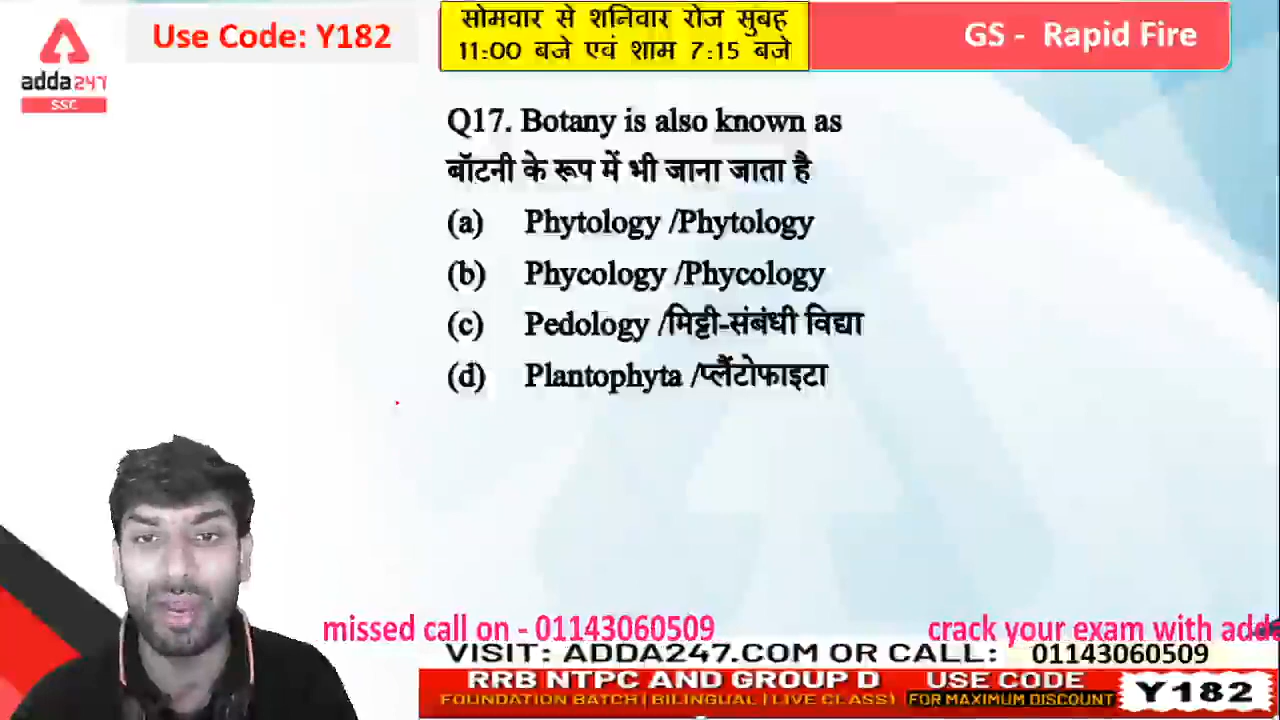 adda247
SSC
Use Code: Y182
सोमवार से शनिवार रोज सुबह
11:00 बजे एवं शाम 7:15 बजे
GS - Rapid Fire
Q17. Botany is also known as
बॉटनी के रूप में भी जाना जाता है
(a) Phytology /Phytology
(b) Phycology /Phycology
(c) Pedology /मिट्टी-संबंधी विद्या
(d) Plantophyta /प्लैंटोफाइटा
missed call on - 01143060509 crack your exam with add
VISIT: ADDA247.COM OR CALL: 01143060509
RRB NTPC AND GROUP D
FOUNDATION BATCH| BILINGUAL |(LIVE CLASS)
USE CODE
FOR MAXIMUM DISCOUNT
Y182